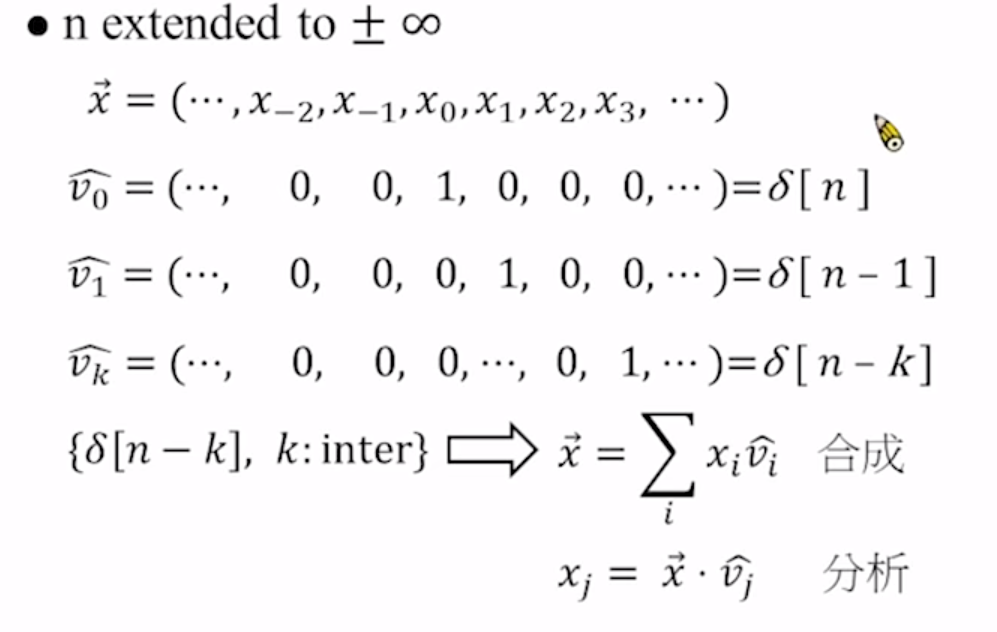 ● n extended to ± ∞
x⃗ = (⋯, x₋₂, x₋₁, x₀, x₁, x₂, x₃, ⋯ )
v̂₀ = (⋯, 0, 0, 1, 0, 0, 0, ⋯ )=δ[ n ]
v̂₁ = (⋯, 0, 0, 0, 1, 0, 0, ⋯ )=δ[ n − 1 ]
v̂ₖ = (⋯, 0, 0, 0, ⋯, 0, 1, ⋯ )=δ[ n − k ]
{δ[n − k], k: inter} ⇨ x⃗ = ∑ᵢ xᵢv̂ᵢ 合成
xⱼ = x⃗ · v̂ⱼ 分析